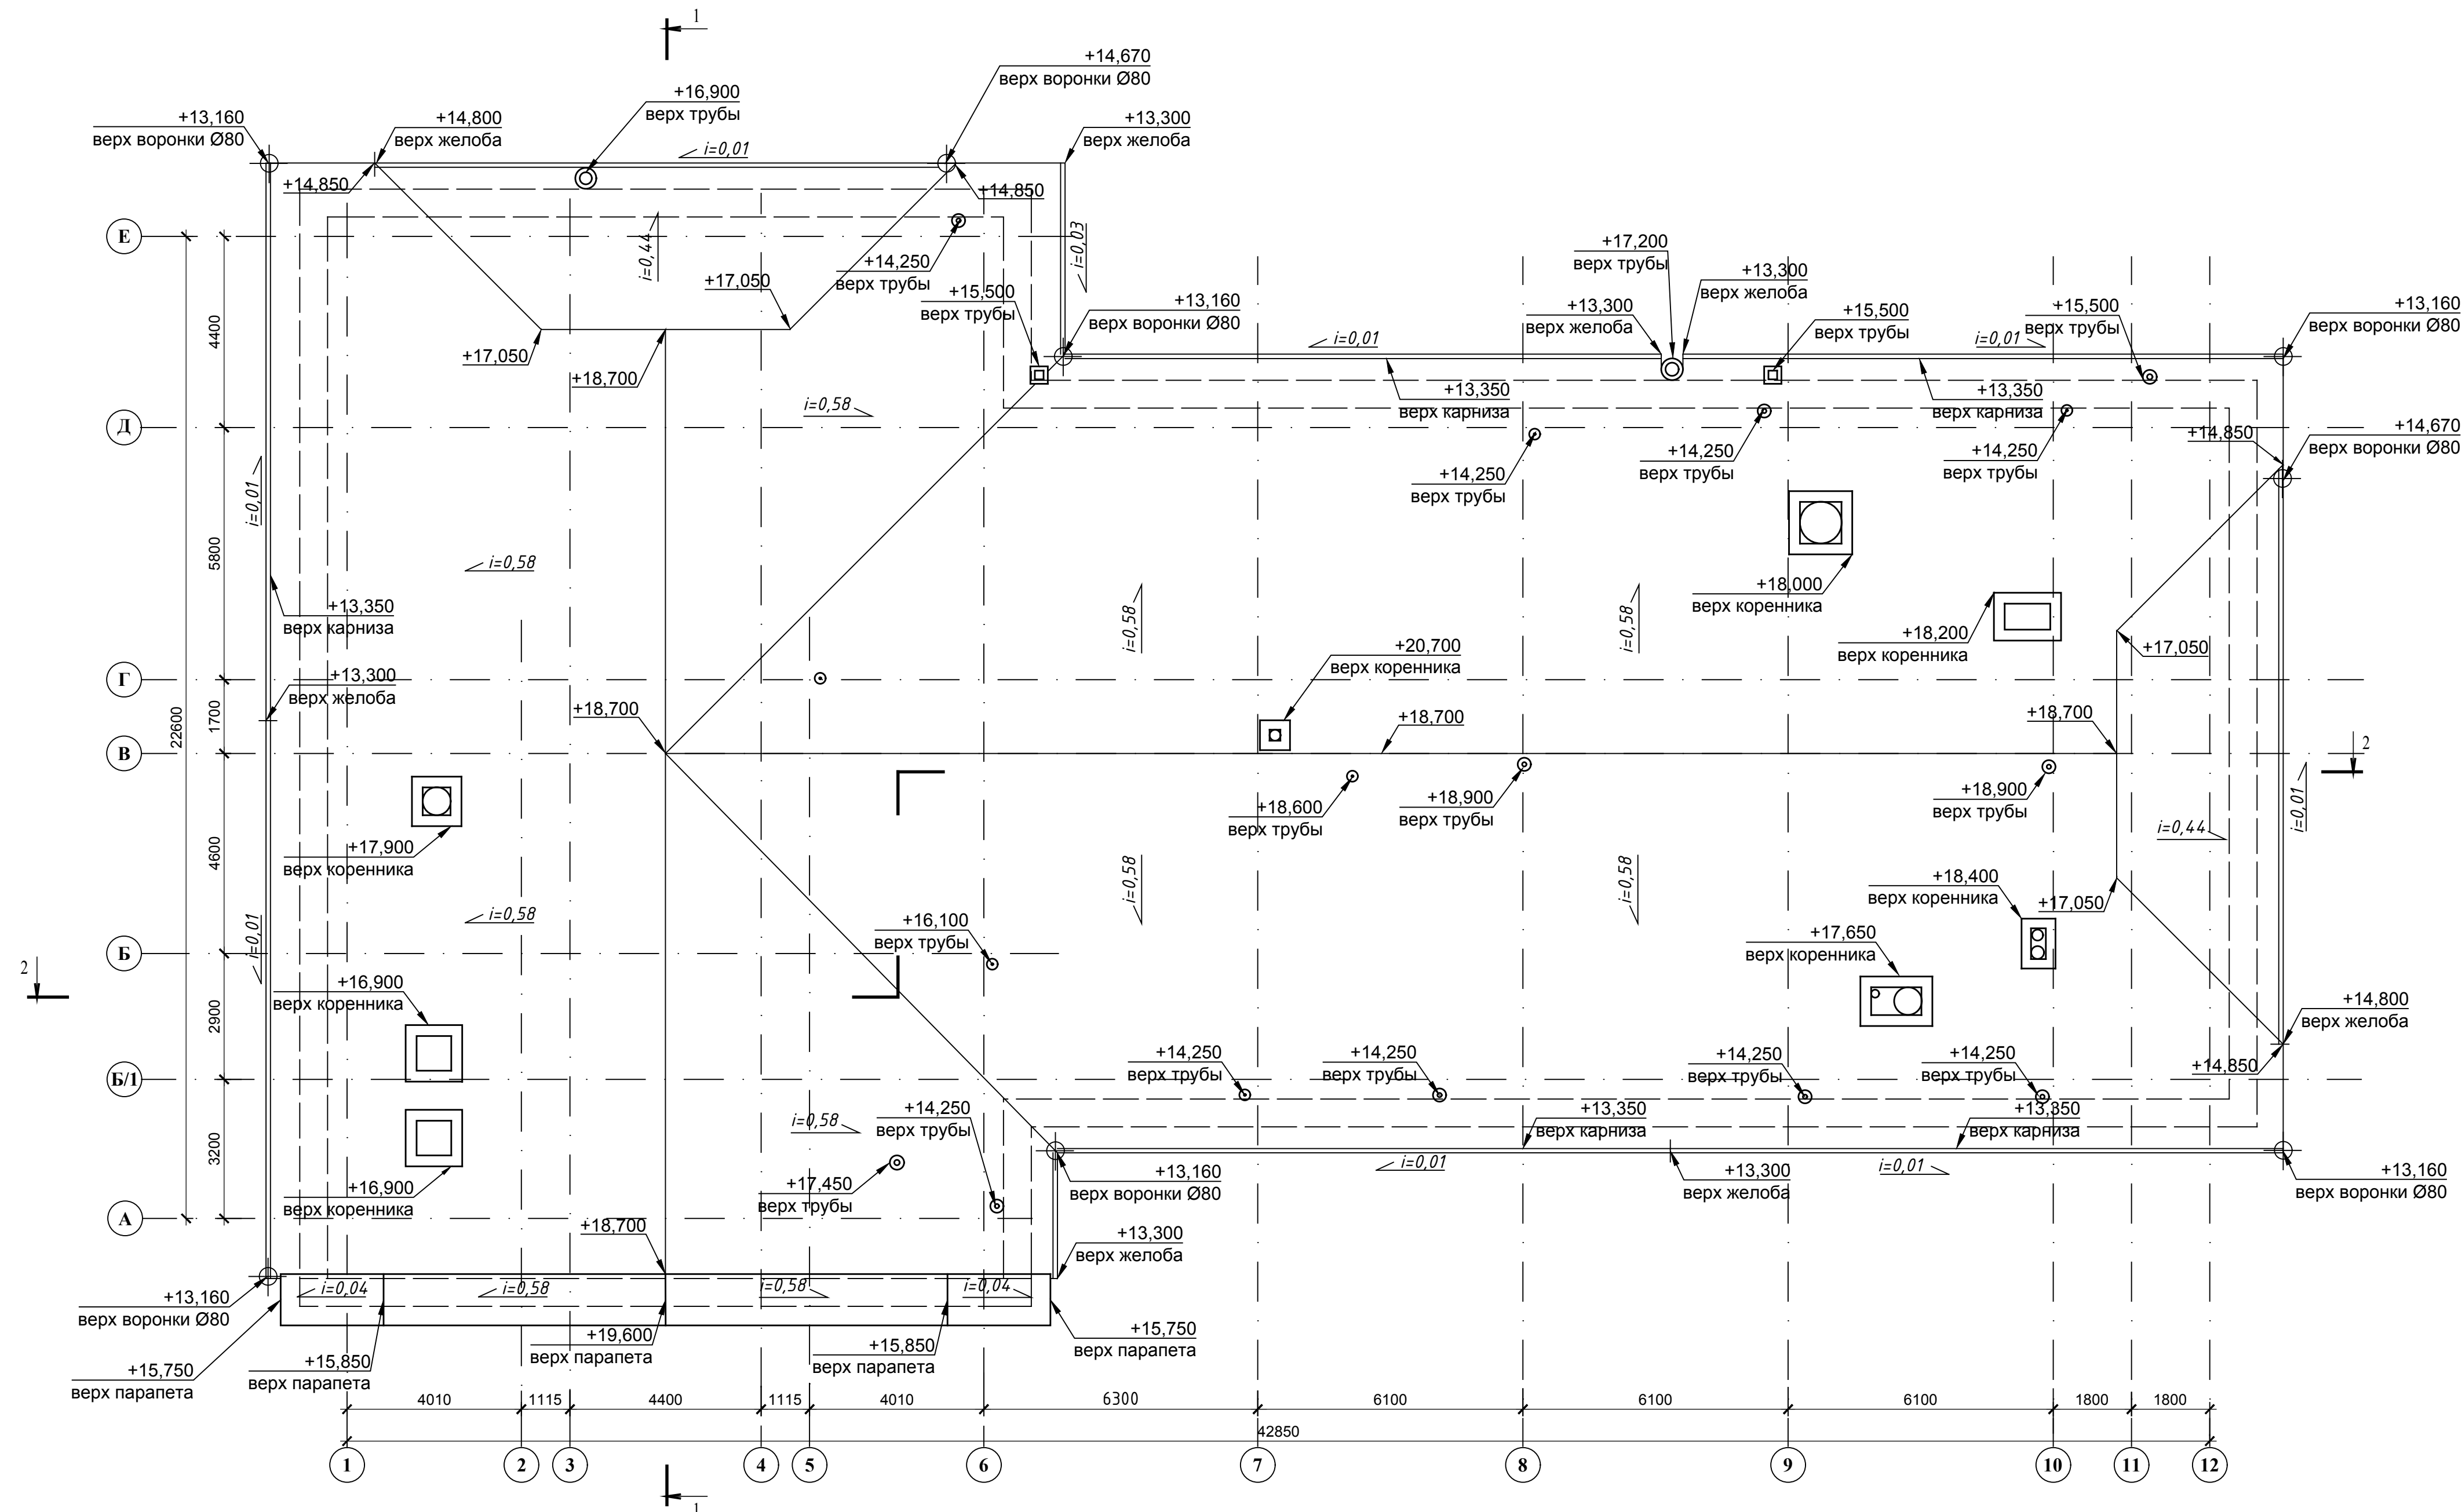 1
+14,670
верх воронки Ø80
+16,900
верх трубы
+13,160
верх воронки Ø80
+14,800
верх желоба
+13,300
верх желоба
i=0,01
+14,850
+14,850
Е
i=0,44
i=0,03
+14,250
верх трубы
+17,050
+15,500
верх трубы
+13,160
верх воронки Ø80
+17,200
верх трубы
+13,300
верх желоба
+13,300
верх желоба
+15,500
верх трубы
+15,500
верх трубы
+13,160
верх воронки Ø80
4400
i=0,01
i=0,01
+17,050
+18,700
+13,350
верх карниза
+13,350
верх карниза
i=0,58
Д
+14,850
+14,670
верх воронки Ø80
+14,250
верх трубы
+14,250
верх трубы
+14,250
верх трубы
i=0,01
5800
i=0,58
+18,000
верх коренника
+13,350
верх карниза
i=0,58
i=0,58
+18,200
верх коренника
+20,700
верх коренника
+17,050
Г
+13,300
верх желоба
22600
1700
+18,700
+18,700
+18,700
В
2
+18,600
верх трубы
+18,900
верх трубы
+18,900
верх трубы
i=0,01
i=0,44
4600
+17,900
верх коренника
i=0,58
i=0,58
i=0,58
+18,400
верх коренника
+17,050
i=0,01
+16,100
верх трубы
+17,650
верх коренника
Б
2
+16,900
верх коренника
2900
+14,800
верх желоба
+14,850
Б/1
+14,250
верх трубы
+14,250
верх трубы
+14,250
верх трубы
+14,250
верх трубы
i=0,58
+14,250
верх трубы
+13,350
верх карниза
+13,350
верх карниза
3200
i=0,01
+13,300
верх желоба
i=0,01
+13,160
верх воронки Ø80
+13,160
верх воронки Ø80
+16,900
верх коренника
+17,450
верх трубы
А
+18,700
+13,300
верх желоба
i=0,04
i=0,58
i=0,58
i=0,04
+13,160
верх воронки Ø80
+19,600
верх парапета
+15,850
верх парапета
+15,750
верх парапета
+15,750
верх парапета
+15,850
верх парапета
4010
1115
4400
1115
4010
6300
6100
6100
6100
1800
1800
42850
1
2
3
4
5
6
7
8
9
10
11
12
1